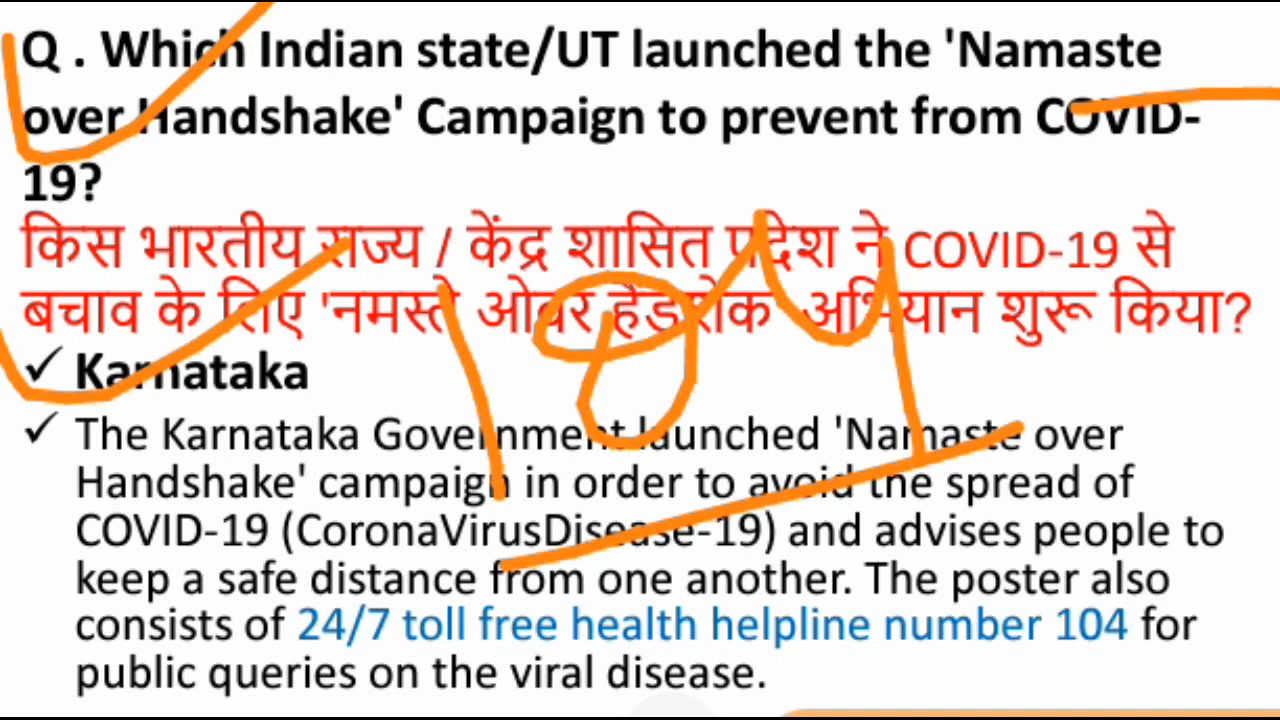 Q . Which Indian state/UT launched the 'Namaste
over Handshake' Campaign to prevent from COVID-
19?
किस भारतीय राज्य / केंद्र शासित प्रदेश ने COVID-19 से
बचाव के लिए 'नमस्ते ओवर हैंडशेक' अभियान शुरू किया?
✓ Karnataka
✓ The Karnataka Government launched 'Namaste over
Handshake' campaign in order to avoid the spread of
COVID-19 (CoronaVirusDisease-19) and advises people to
keep a safe distance from one another. The poster also
consists of 24/7 toll free health helpline number 104 for
public queries on the viral disease.
104